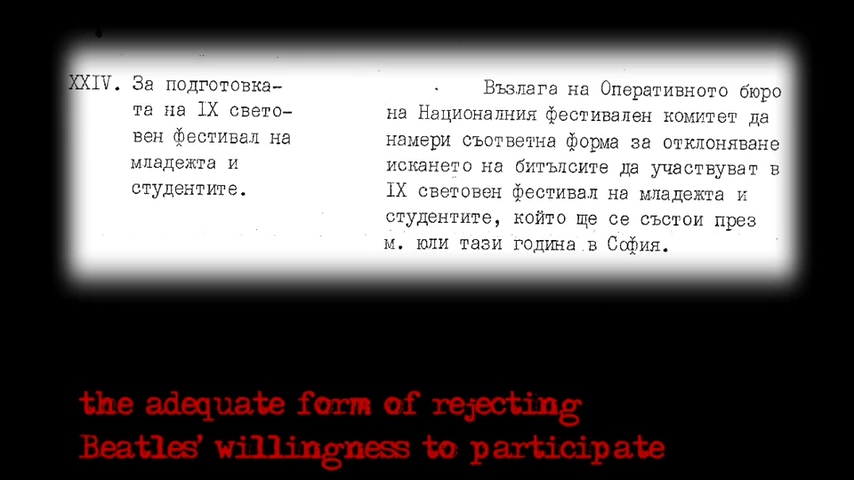 XXIV. За подготовка-
та на IX свето-
вен фестивал на
младежта и
студентите.
Възлага на Оперативното бюро
на Националния фестивален комитет да
намери съответна форма за отклоняване
искането на битълсите да участвуват в
IX световен фестивал на младежта и
студентите, който ще се състои през
м. юли тази година в София.
the adequate form of rejecting
Beatles' willingness to participate